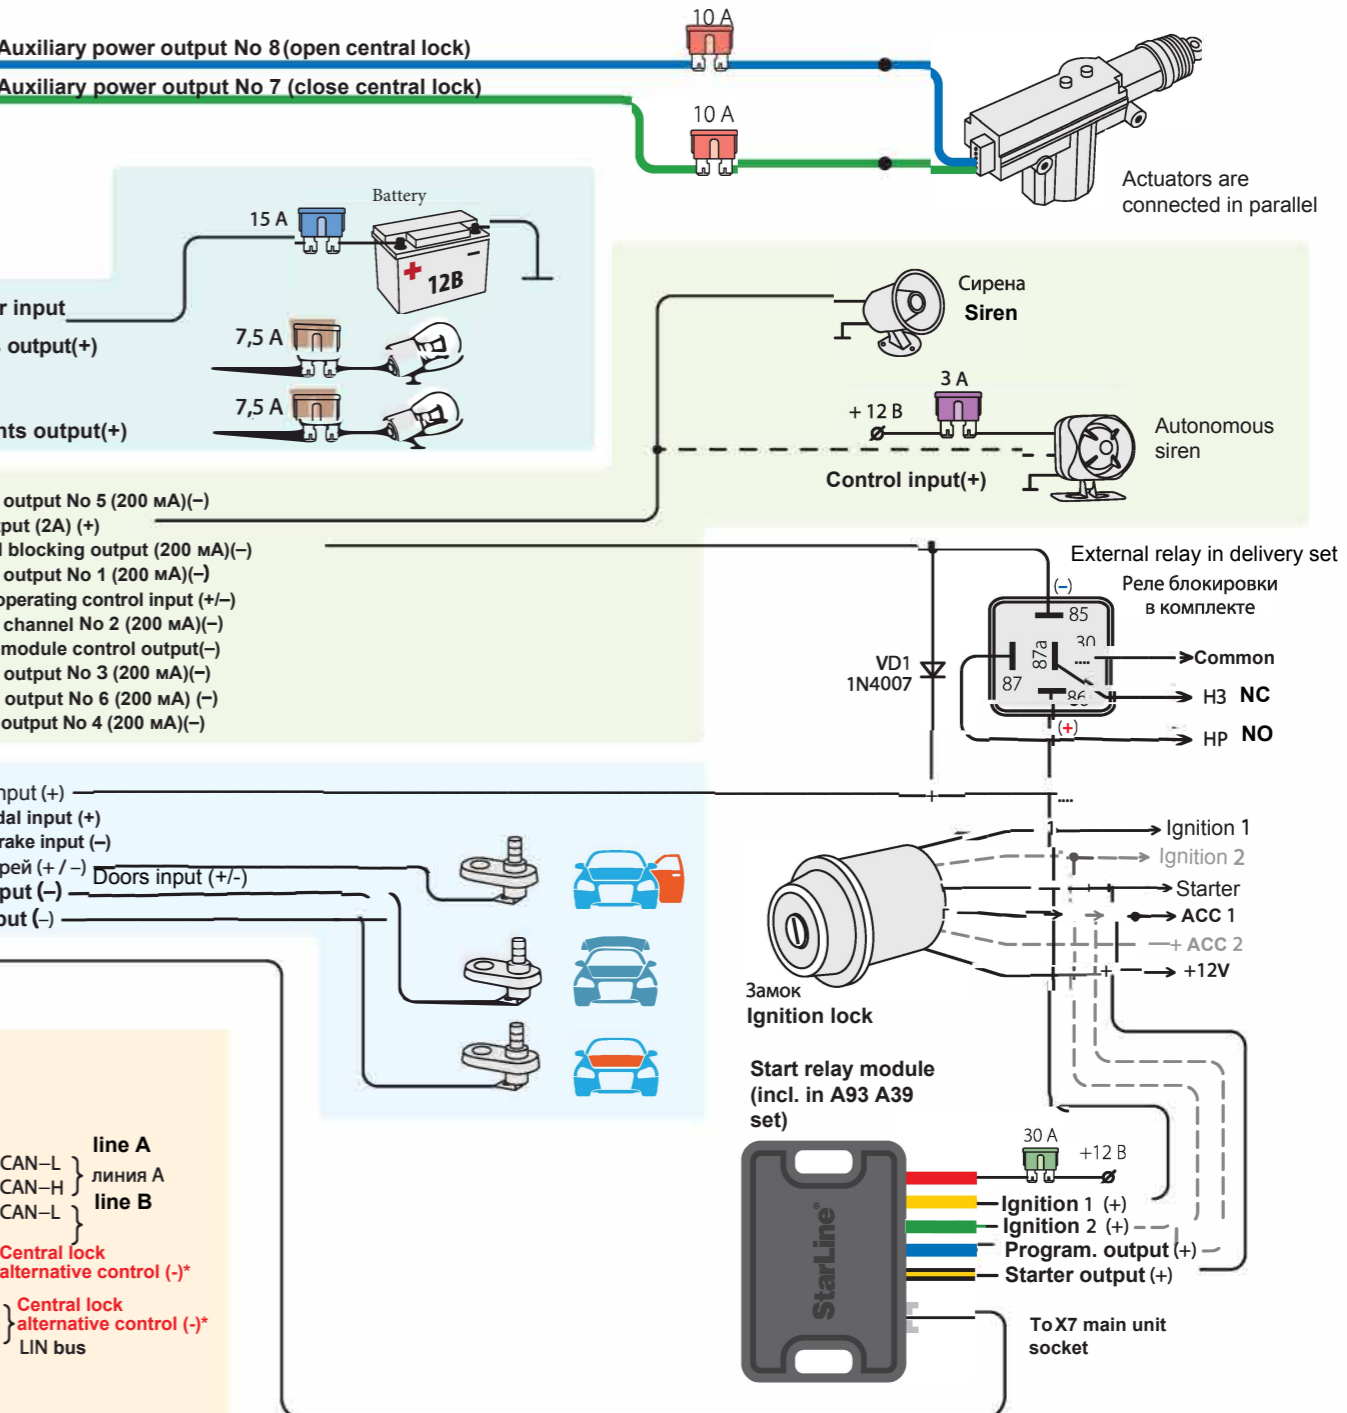 10 A
Auxiliary power output No 8 (open central lock)
Auxiliary power output No 7 (close central lock)
10 A
Actuators are
connected in parallel
Battery
15 A
12В
r input
7,5 A
s output(+)
7,5 A
nts output(+)
Сирена
Siren
3 A
+ 12 В
Autonomous
siren
Control input(+)
output No 5 (200 мА)(–)
tput (2A) (+)
l blocking output (200 мА)(–)
output No 1 (200 мА)(–)
operating control input (+/–)
channel No 2 (200 мА)(–)
module control output(–)
output No 3 (200 мА)(–)
output No 6 (200 мА) (–)
output No 4 (200 мА)(–)
External relay in delivery set
Реле блокировки
в комплекте
(–)
85
30
87a
87
86
(+)
Common
НЗ NC
НР NO
VD1
1N4007
nput (+)
dal input (+)
rake input (–)
рей (+ / –)
Doors input (+/-)
put (–)
out (–)
Ignition 1
Ignition 2
Starter
ACC 1
ACC 2
+12V
Замок
Ignition lock
Start relay module
(incl. in A93 A39
set)
30 A
+12 В
StarLine®
Ignition 1 (+)
Ignition 2 (+)
Program. output (+)
Starter output (+)
To X7 main unit
socket
line A
CAN–L
линия А
CAN–H
line B
CAN–L
Central lock
alternative control (-)*
Central lock
alternative control (-)*
LIN bus